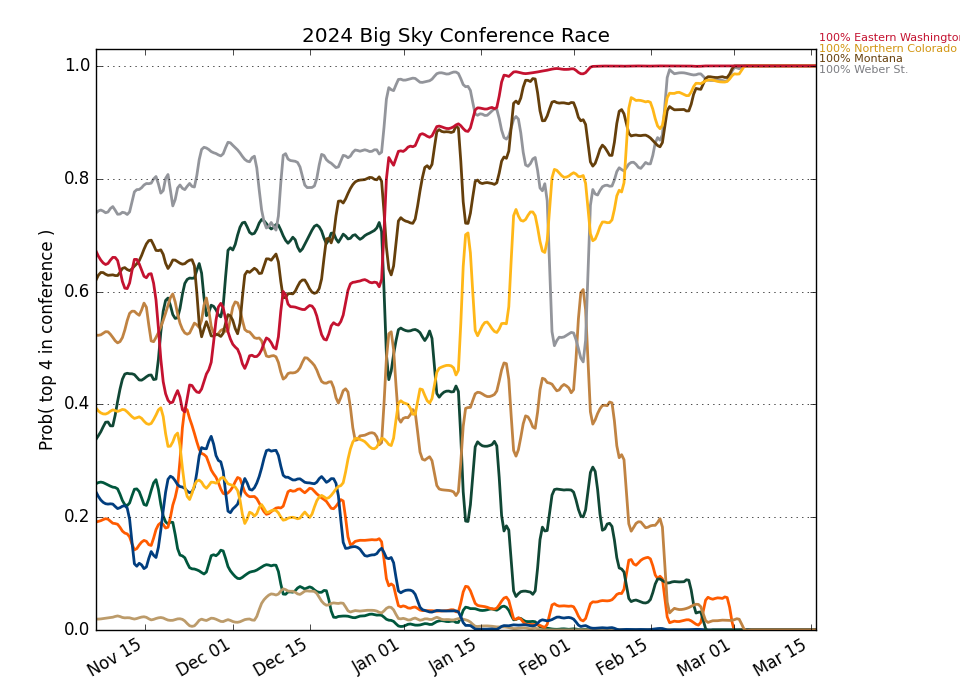 2024 Big Sky Conference Race
100% Eastern Washington
100% Northern Colorado
100% Montana
100% Weber St.
Prob( top 4 in conference )
1.0
0.8
0.6
0.4
0.2
0.0
Nov 15
Dec 01
Dec 15
Jan 01
Jan 15
Feb 01
Feb 15
Mar 01
Mar 15